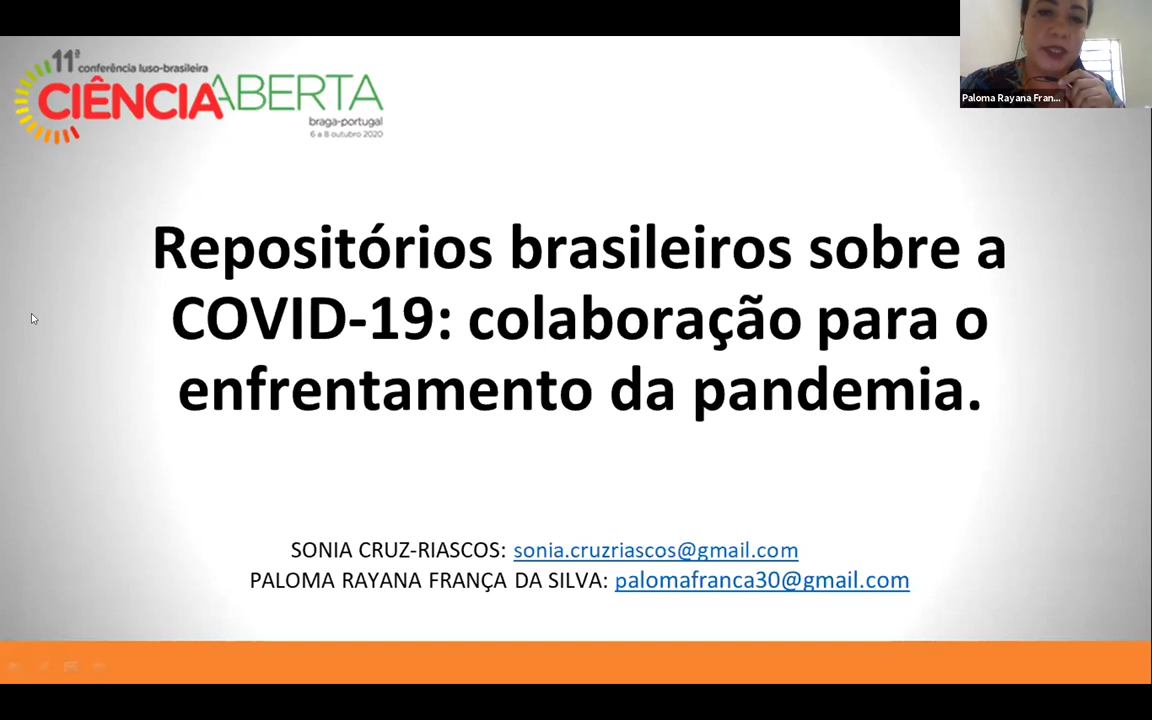 11ª conferência luso-brasileira
CIÊNCIAABERTA
braga-portugal
6 a 8 outubro 2020
Paloma Rayana Fran...
Repositórios brasileiros sobre a
COVID-19: colaboração para o
enfrentamento da pandemia.
SONIA CRUZ-RIASCOS: sonia.cruzriascos@gmail.com
PALOMA RAYANA FRANÇA DA SILVA: palomafranca30@gmail.com